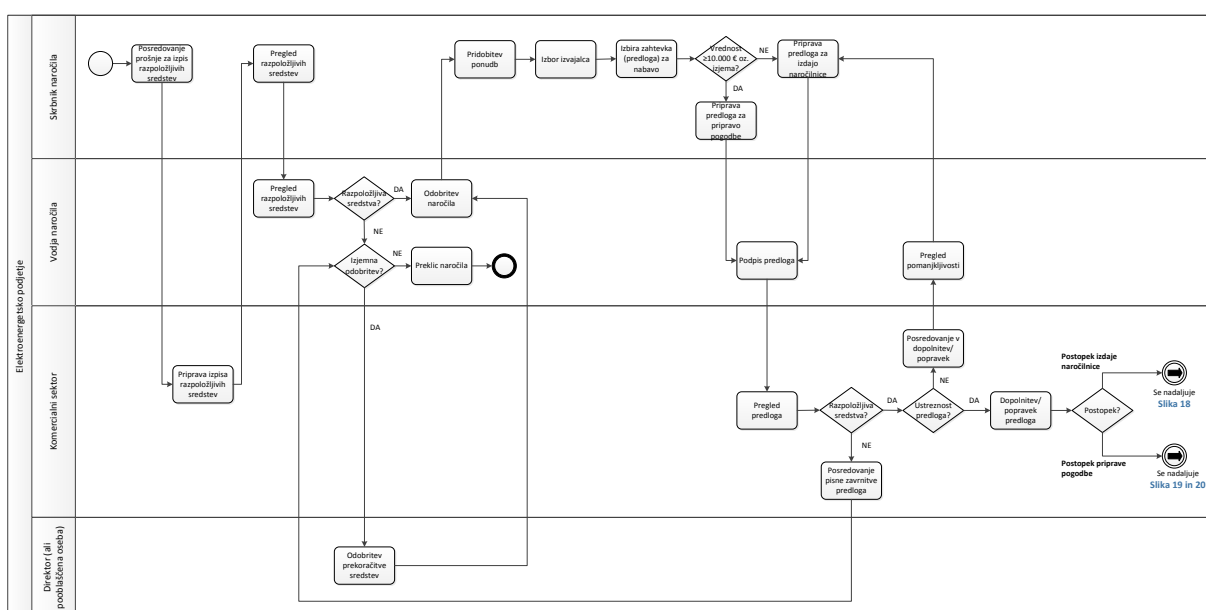 Elektroenergetsko podjetje
Skrbnik naročila
Posredovanje
prošnje za izpis
razpoložljivih
sredstev
Pregled
razpoložljivih
sredstev
Pridobitev
ponudb
Izbor izvajalca
Izbira zahtevka
(predloga) za
nabavo
Vrednost
≥10.000 € oz.
izjema?
NE
DA
Priprava
predloga za
izdajo
naročilnice
Priprava
predloga za
pripravo
pogodbe
Vodja naročila
Pregled
razpoložljivih
sredstev
Razpoložljiva
sredstva?
DA
NE
Odobritev
naročila
Izjemna
odobritev?
NE
DA
Preklic naročila
Podpis predloga
Pregled
pomanjkljivosti
Komercialni sektor
Priprava izpisa
razpoložljivih
sredstev
Pregled
predloga
Razpoložljiva
sredstva?
DA
NE
Posredovanje
pisne zavrnitve
predloga
Posredovanje v
dopolnitev/
popravek
NE
Ustreznost
predloga?
DA
Dopolnitev/
popravek
predloga
Postopek?
Postopek izdaje
naročilnice
Se nadaljuje
Slika 18
Postopek priprave
pogodbe
Se nadaljuje
Slika 19 in 20
Direktor (ali
pooblaščena oseba)
Odobritev
prekoračitve
sredstev